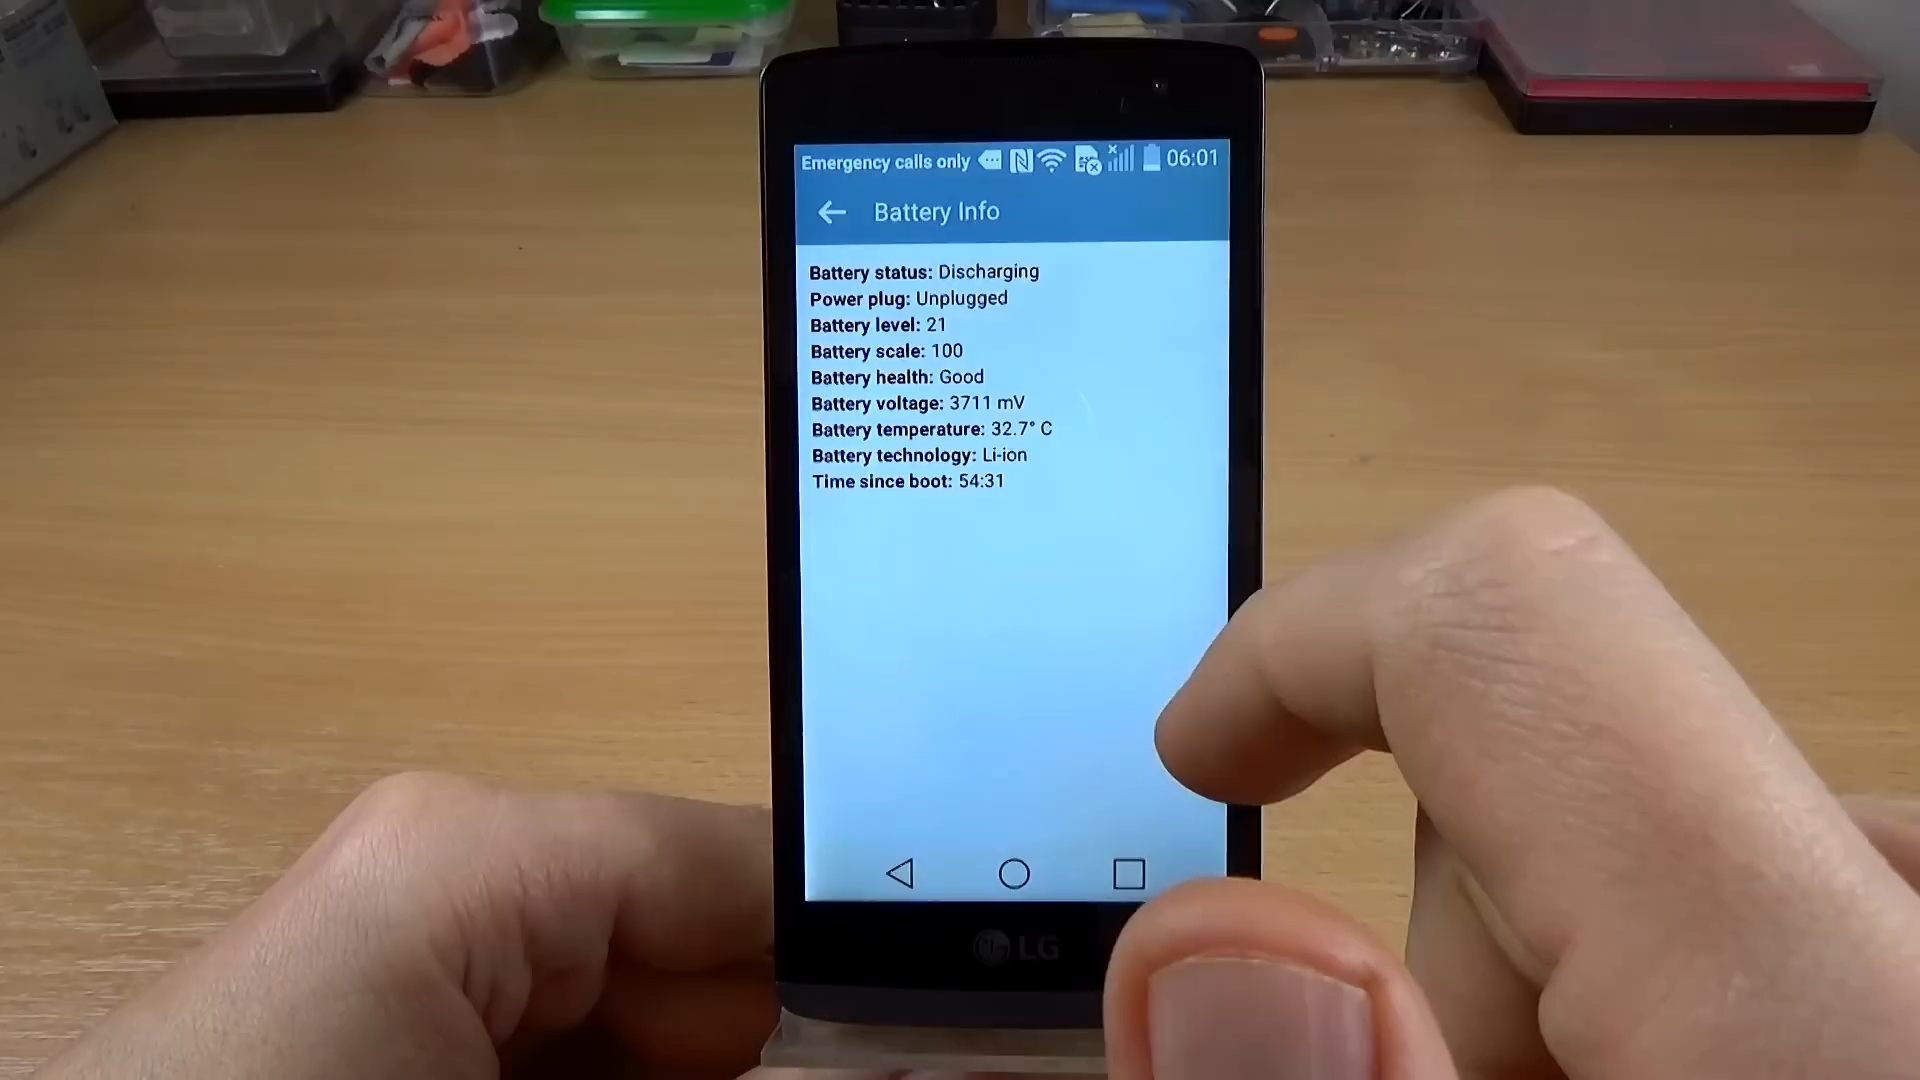 Emergency calls only 06:01
Battery Info
Battery status: Discharging
Power plug: Unplugged
Battery level: 21
Battery scale: 100
Battery health: Good
Battery voltage: 3711 mV
Battery temperature: 32.7° C
Battery technology: Li-ion
Time since boot: 54:31
LG